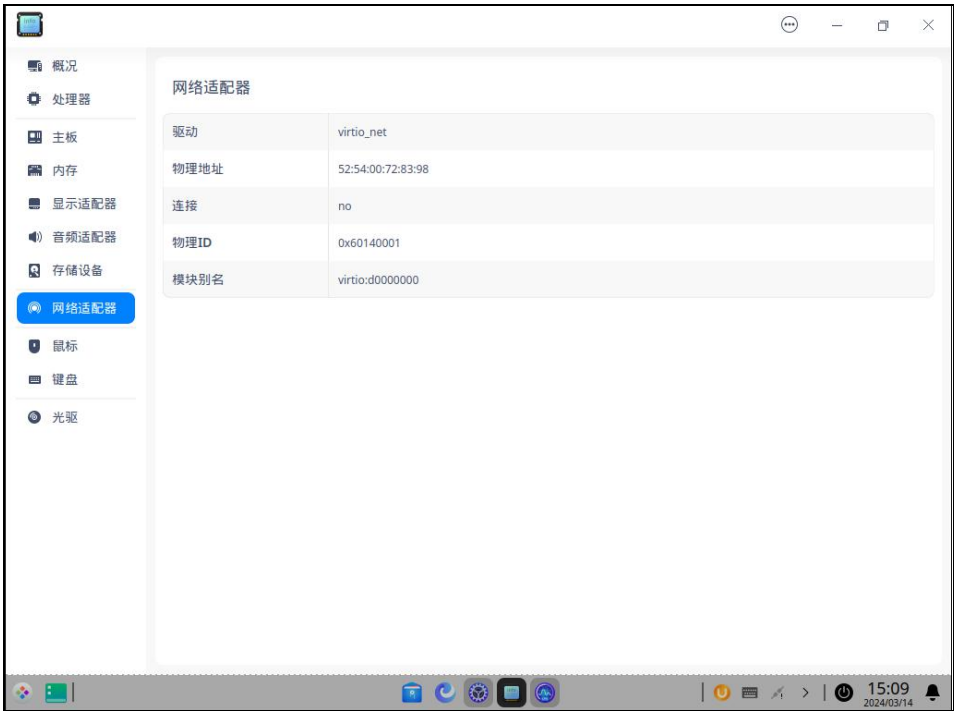 概况
处理器
主板
内存
显示适配器
音频适配器
存储设备
网络适配器
鼠标
键盘
光驱
网络适配器
驱动 virtio_net
物理地址 52:54:00:72:83:98
连接 no
物理ID 0x60140001
模块别名 virtio:d0000000
15:09
2024/03/14